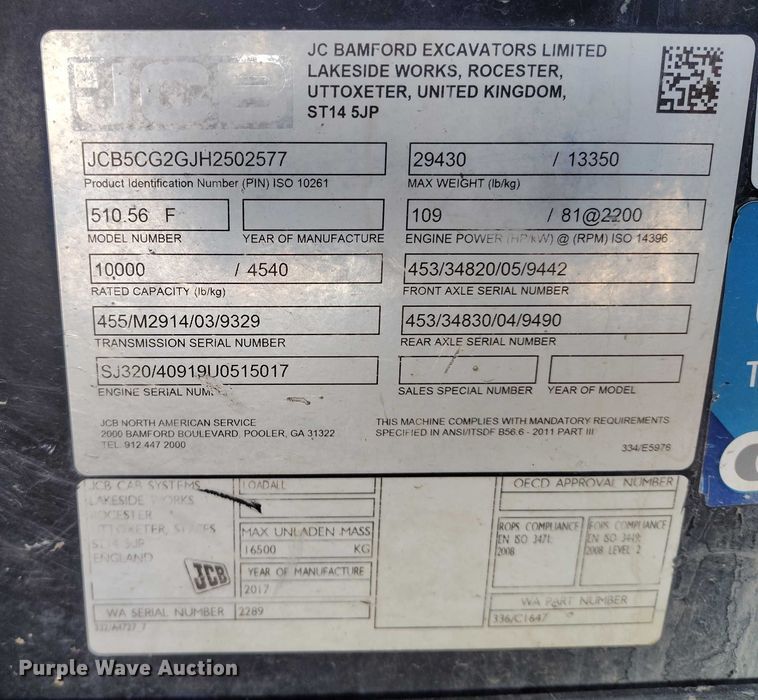 JCB
JC BAMFORD EXCAVATORS LIMITED
LAKESIDE WORKS, ROCESTER,
UTTOXETER, UNITED KINGDOM,
ST14 5JP
JCB5CG2GJH2502577
Product Identification Number (PIN) ISO 10261
29430 / 13350
MAX WEIGHT (lb/kg)
510.56 F
MODEL NUMBER
YEAR OF MANUFACTURE
109 / 81@2200
ENGINE POWER (HP/kW) @ (RPM) ISO 14396
10000 / 4540
RATED CAPACITY (lb/kg)
453/34820/05/9442
FRONT AXLE SERIAL NUMBER
455/M2914/03/9329
TRANSMISSION SERIAL NUMBER
453/34830/04/9490
REAR AXLE SERIAL NUMBER
SJ320/40919U0515017
ENGINE SERIAL NUM
SALES SPECIAL NUMBER
YEAR OF MODEL
JCB NORTH AMERICAN SERVICE
2000 BAMFORD BOULEVARD, POOLER, GA 31322
TEL. 912 447 2000
THIS MACHINE COMPLIES WITH MANDATORY REQUIREMENTS
SPECIFIED IN ANSI/ITSDF B56.6 - 2011 PART III
334/E5976
JCB CAB SYSTEMS
LAKESIDE WORKS
ROCESTER
UTTOXETER, STAFFS
ST14 5JP
ENGLAND
JCB
LOADALL
MAX UNLADEN MASS
16500 KG
YEAR OF MANUFACTURE
2017
WA SERIAL NUMBER 2289
OECD APPROVAL NUMBER
ROPS COMPLIANCE
EN ISO 3471:
2008
FOPS COMPLIANCE
EN ISO 3449:
2008 LEVEL 2
WA PART NUMBER
336/C1647
T
Purple Wave Auction